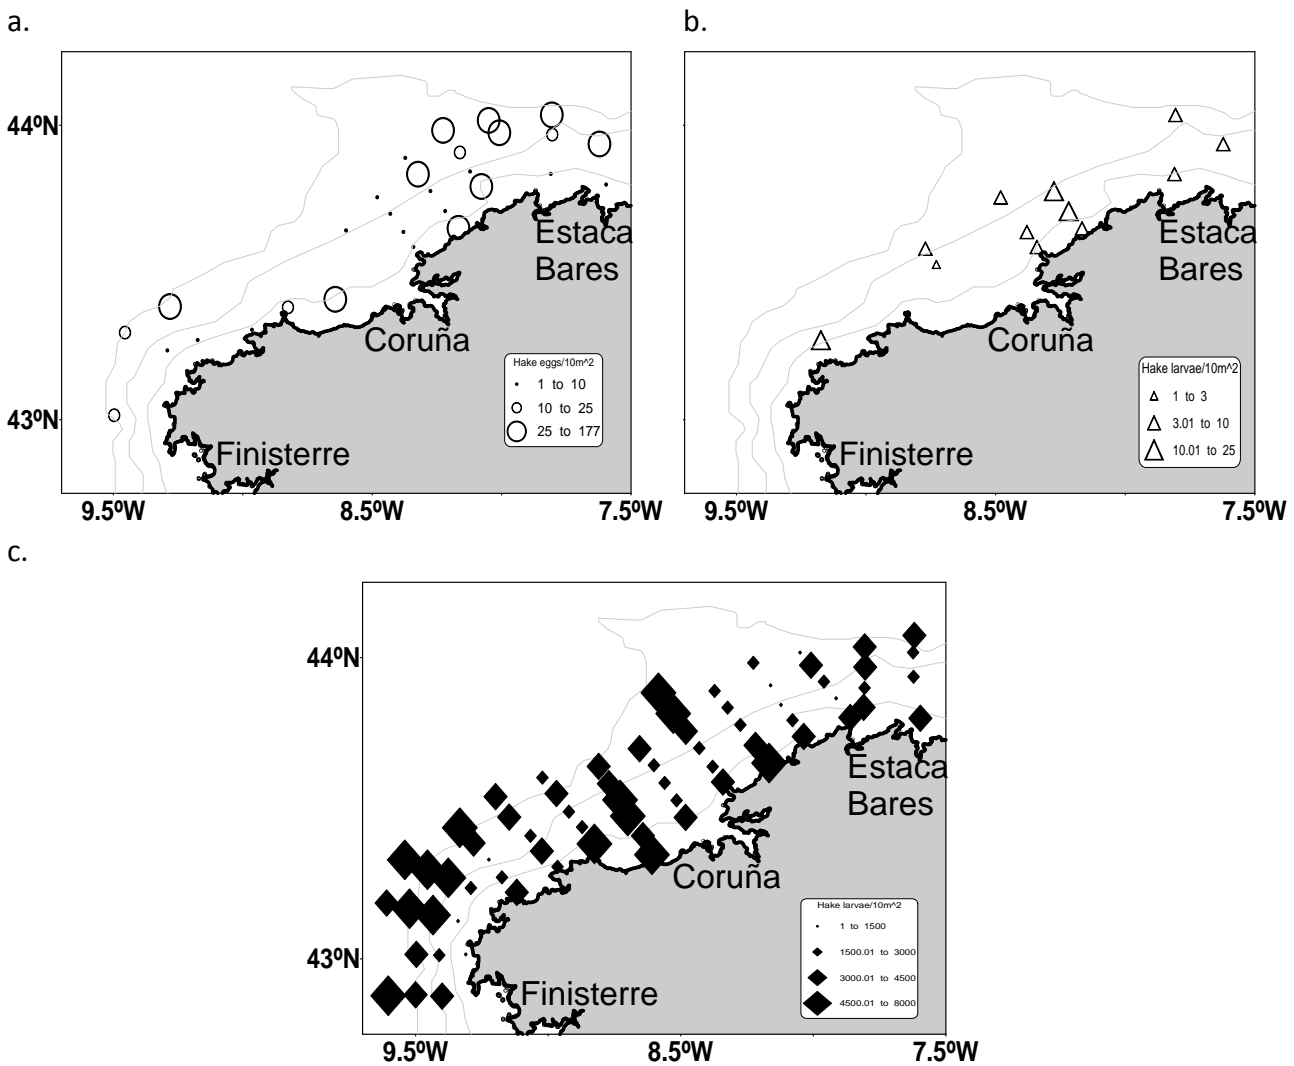 a.
44ºN
43ºN
9.5ºW
8.5ºW
7.5ºW
Estaca
Bares
Coruña
Finisterre
Hake eggs/10m^2
1 to 10
10 to 25
25 to 177
b.
9.5ºW
8.5ºW
7.5ºW
Estaca
Bares
Coruña
Finisterre
Hake larvae/10m^2
1 to 3
3.01 to 10
10.01 to 25
c.
44ºN
43ºN
9.5ºW
8.5ºW
7.5ºW
Estaca
Bares
Coruña
Finisterre
Hake larvae/10m^2
1 to 1500
1500.01 to 3000
3000.01 to 4500
4500.01 to 8000